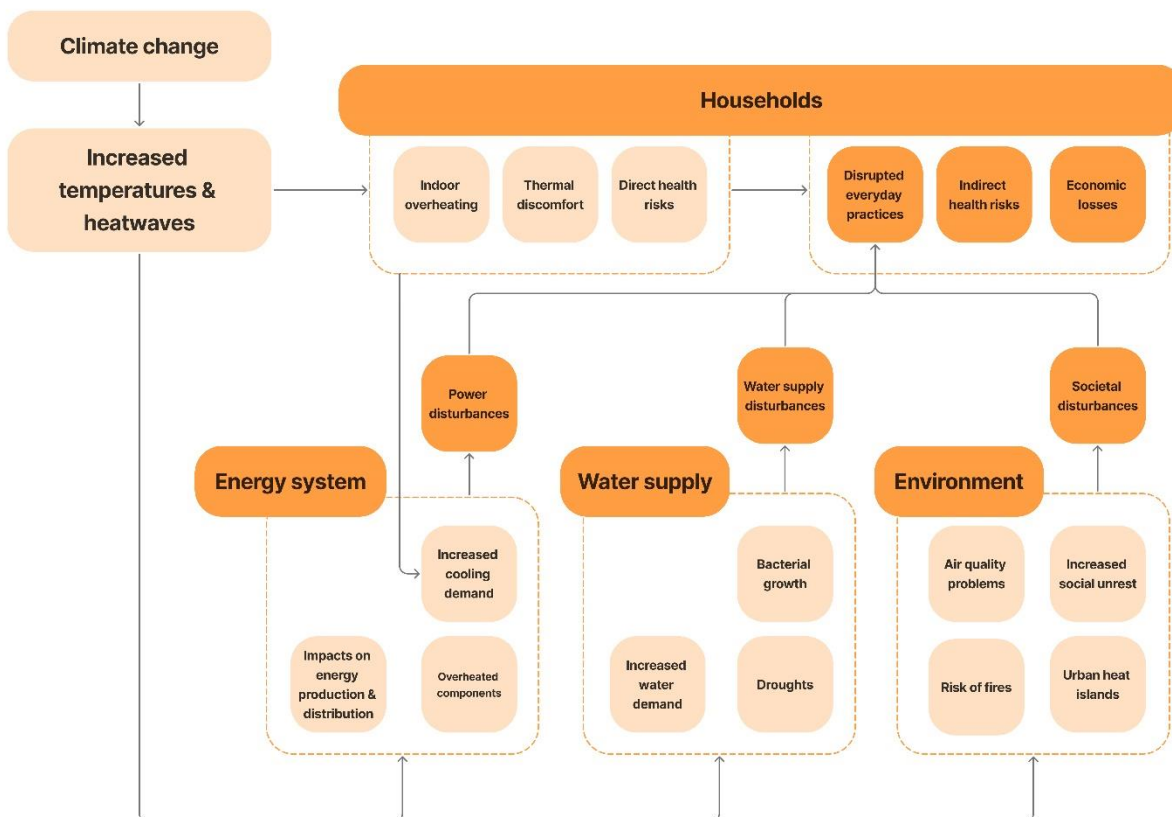 Climate change
Increased
temperatures &
heatwaves
Households
Indoor
overheating
Thermal
discomfort
Direct health
risks
Disrupted
everyday
practices
Indirect
health risks
Economic
losses
Power
disturbances
Water supply
disturbances
Societal
disturbances
Energy system
Increased
cooling
demand
Impacts on
energy
production &
distribution
Overheated
components
Water supply
Bacterial
growth
Increased
water
demand
Droughts
Environment
Air quality
problems
Increased
social unrest
Risk of fires
Urban heat
islands